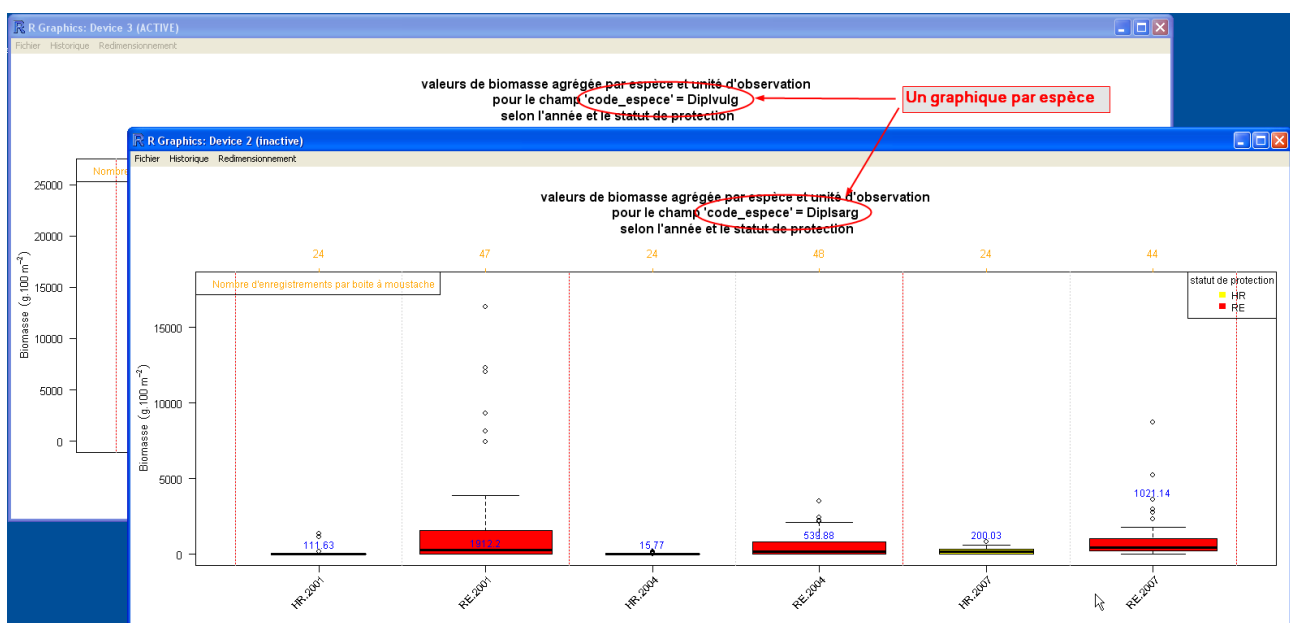 R Graphics: Device 3 (ACTIVE)
Fichier Historique Redimensionnement
valeurs de biomasse agrégée par espèce et unité d'observation
pour le champ 'code_espece' = Diplvulg
selon l'année et le statut de protection
Un graphique par espèce
Nombre
25000
20000
15000
10000
5000
0
Biomasse (g.100 m⁻²)
R Graphics: Device 2 (inactive)
Fichier Historique Redimensionnement
valeurs de biomasse agrégée par espèce et unité d'observation
pour le champ 'code_espece' = Diplsarg
selon l'année et le statut de protection
24 47 24 48 24 44
Nombre d'enregistrements par boîte à moustache
statut de protection
HR
RE
15000
10000
5000
0
Biomasse (g.100 m⁻²)
111.63 1912.2 15.77 539.88 200.03 1021.14
HR.2001 RE.2001 HR.2004 RE.2004 HR.2007 RE.2007